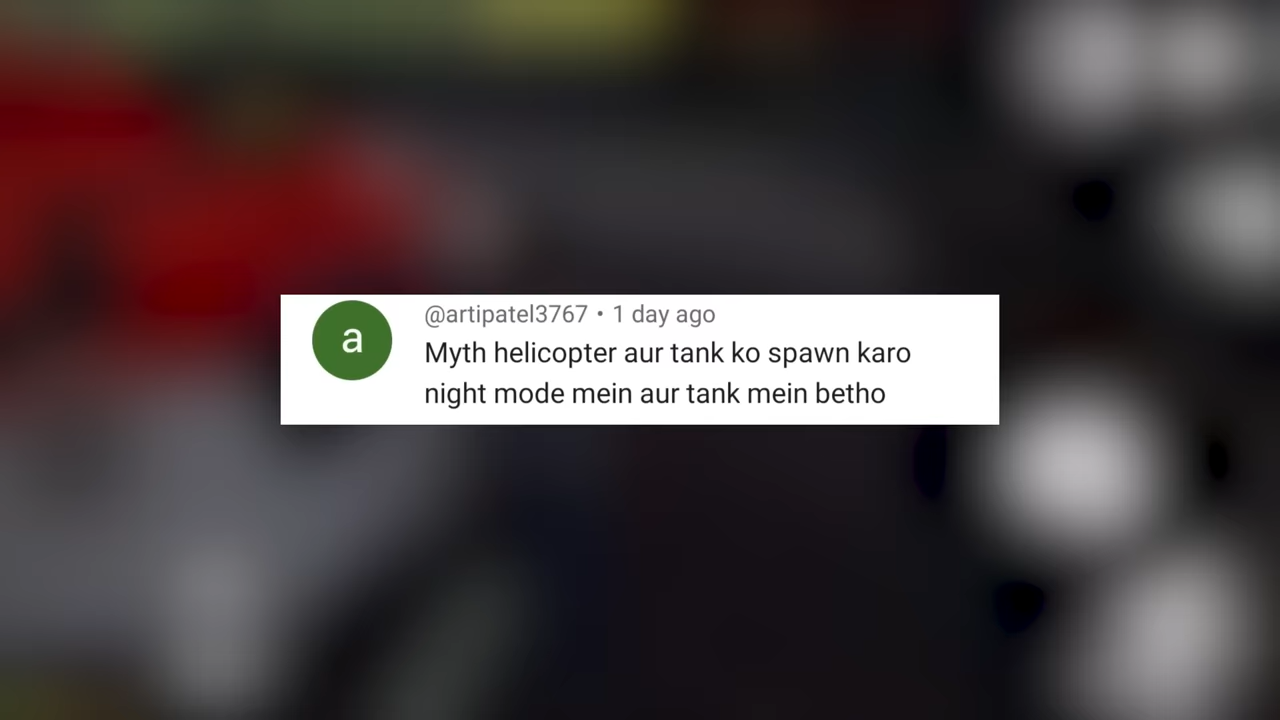 a
@artipatel3767 • 1 day ago
Myth helicopter aur tank ko spawn karo
night mode mein aur tank mein betho